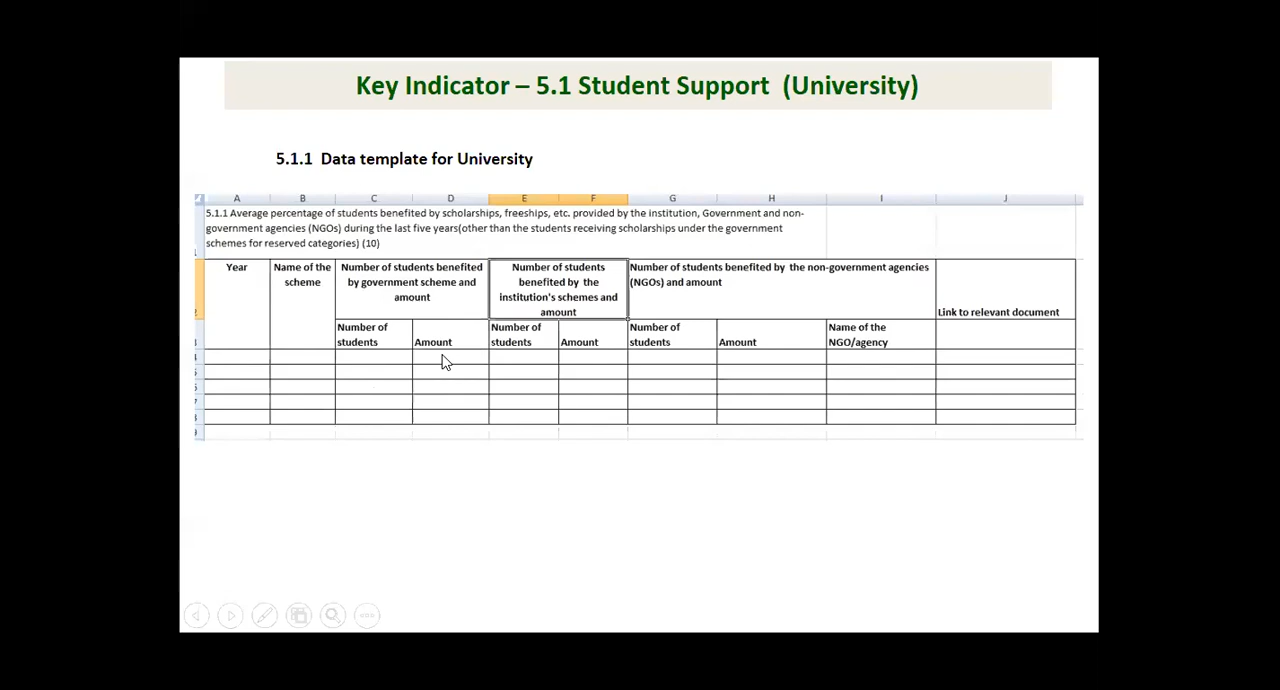 Key Indicator – 5.1 Student Support (University)
5.1.1 Data template for University
A B C D E F G H I J
5.1.1 Average percentage of students benefited by scholarships, freeships, etc. provided by the institution, Government and non-
government agencies (NGOs) during the last five years(other than the students receiving scholarships under the government
schemes for reserved categories) (10)
Year
Name of the
scheme
Number of students benefited
by government scheme and
amount
Number of students
benefited by the
institution's schemes and
amount
Number of students benefited by the non-government agencies
(NGOs) and amount
Link to relevant document
Number of
students
Amount
Number of
students
Amount
Number of
students
Amount
Name of the
NGO/agency